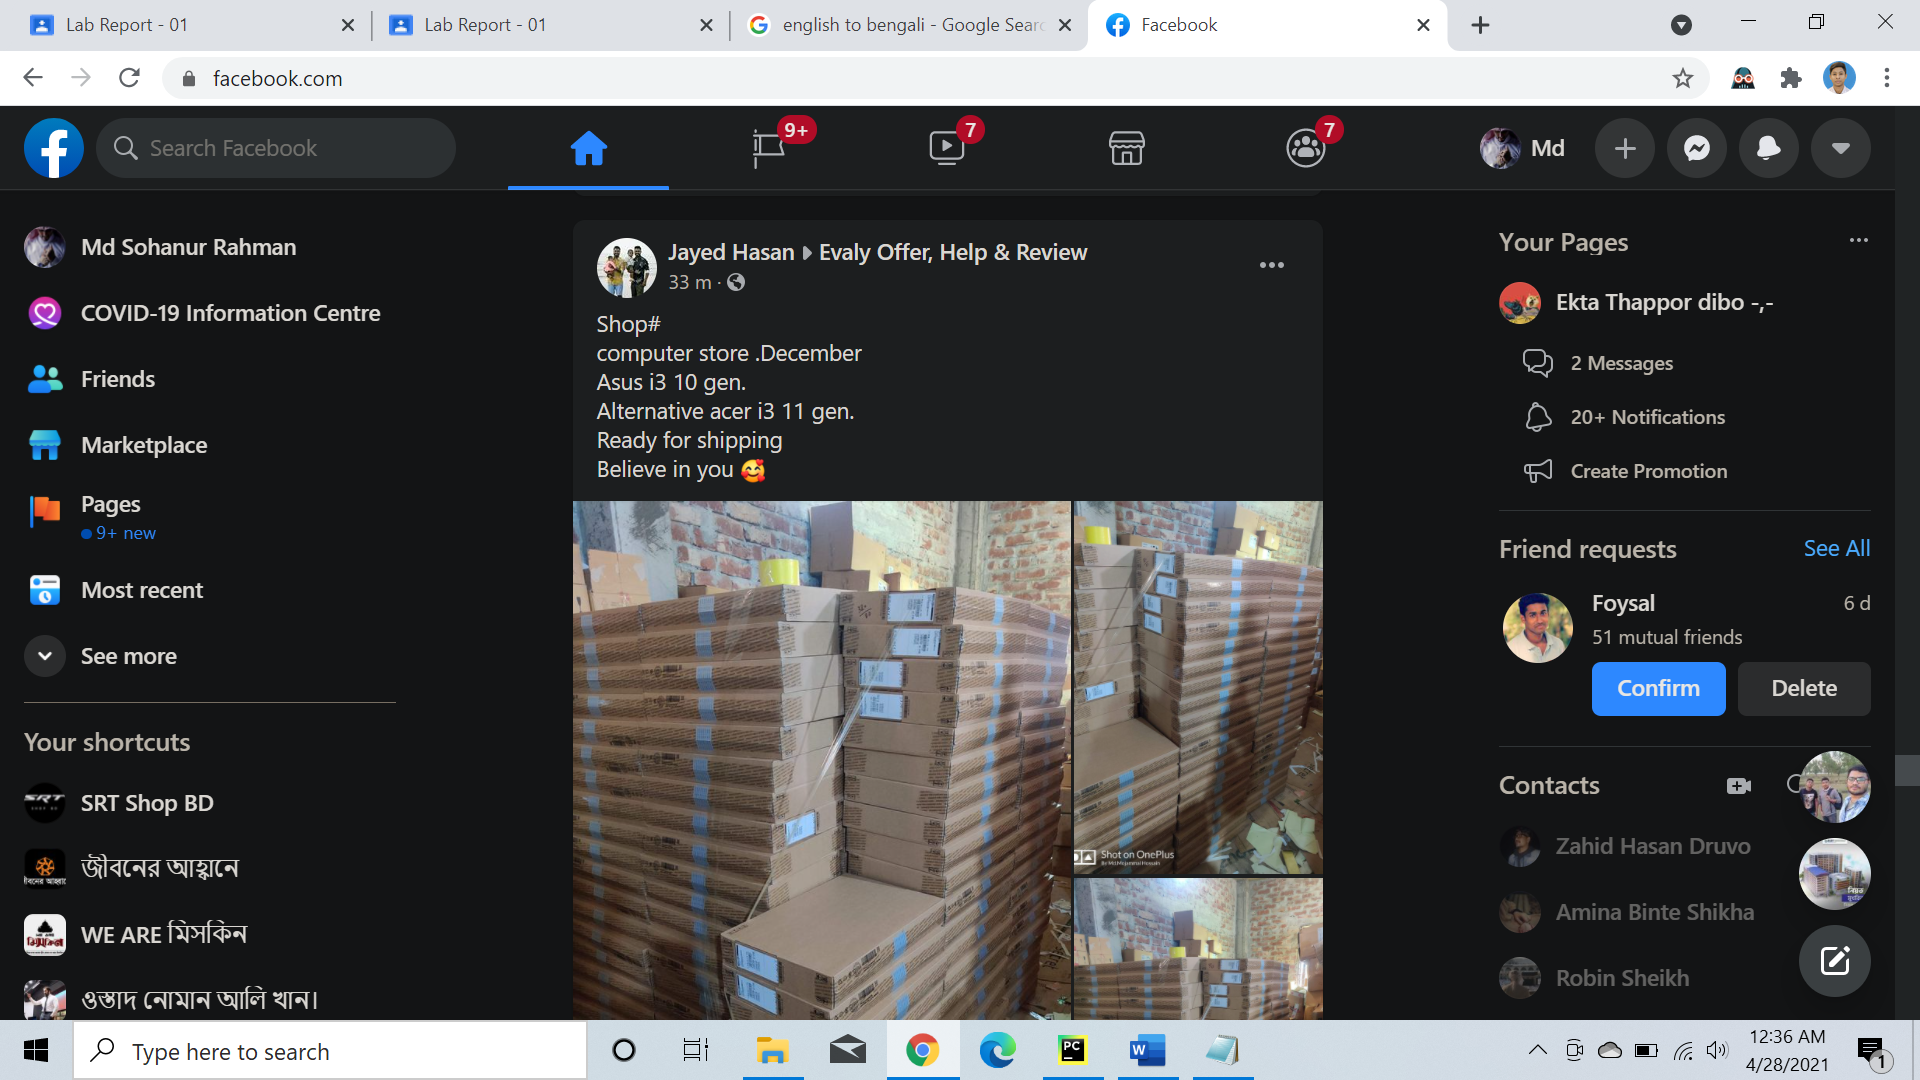 Lab Report - 01
Lab Report - 01
english to bengali - Google Sear
Facebook
facebook.com
Search Facebook
9+
7
7
Md
Md Sohanur Rahman
COVID-19 Information Centre
Friends
Marketplace
Pages
9+ new
Most recent
See more
Your shortcuts
SRT Shop BD
জীবনের আহ্বানে
WE ARE মিসকিন
ওস্তাদ নোমান আলি খান।
Jayed Hasan Evaly Offer, Help & Review
33 m ·
Shop#
computer store .December
Asus i3 10 gen.
Alternative acer i3 11 gen.
Ready for shipping
Believe in you 🥰
Shot on OnePlus
Your Pages
Ekta Thappor dibo -,-
2 Messages
20+ Notifications
Create Promotion
Friend requests
See All
Foysal
6 d
51 mutual friends
Confirm
Delete
Contacts
Zahid Hasan Druvo
Amina Binte Shikha
Robin Sheikh
Type here to search
12:36 AM
4/28/2021
1